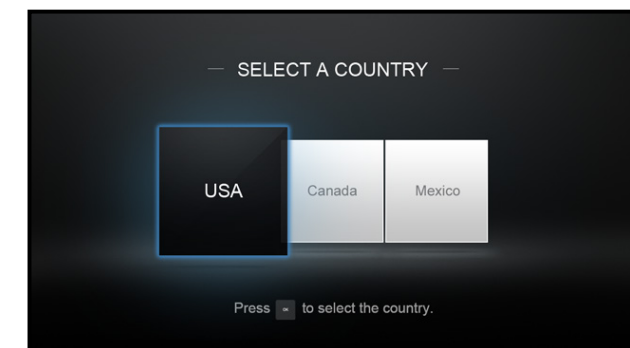 SELECT A COUNTRY
USA
Canada
Mexico
Press to select the country.